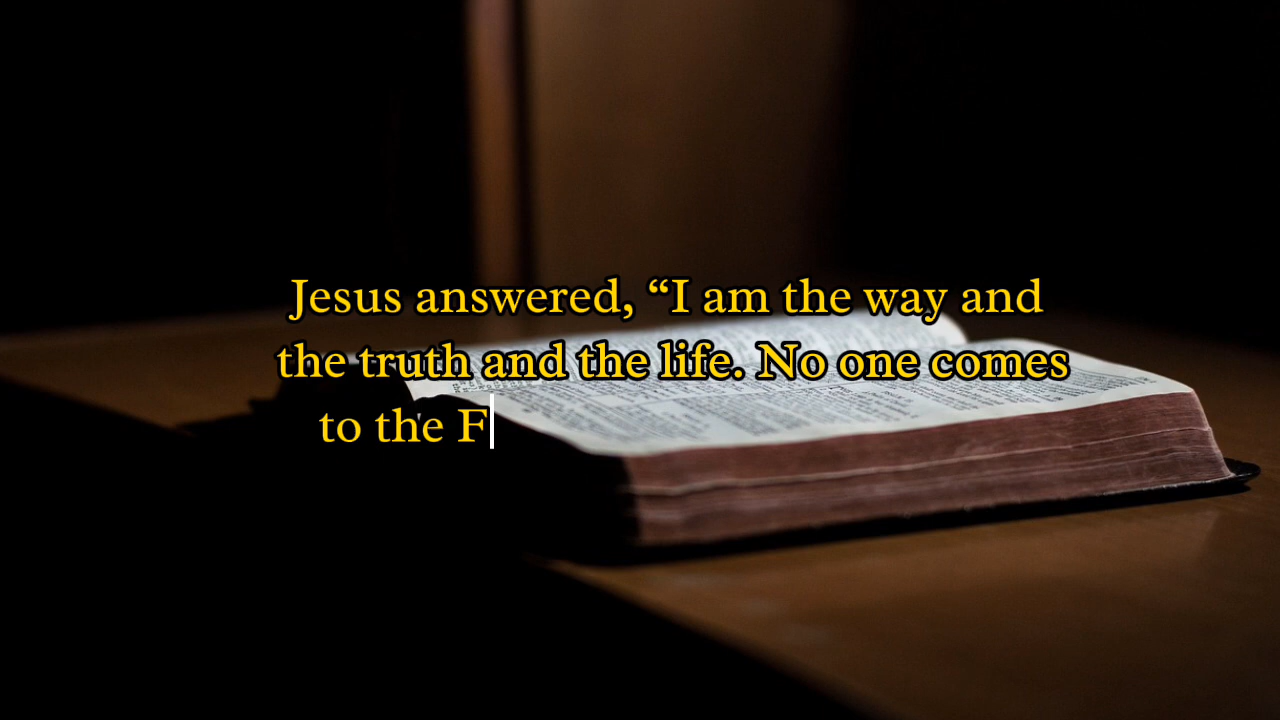 Jesus answered, “I am the way and
the truth and the life. No one comes
to the F